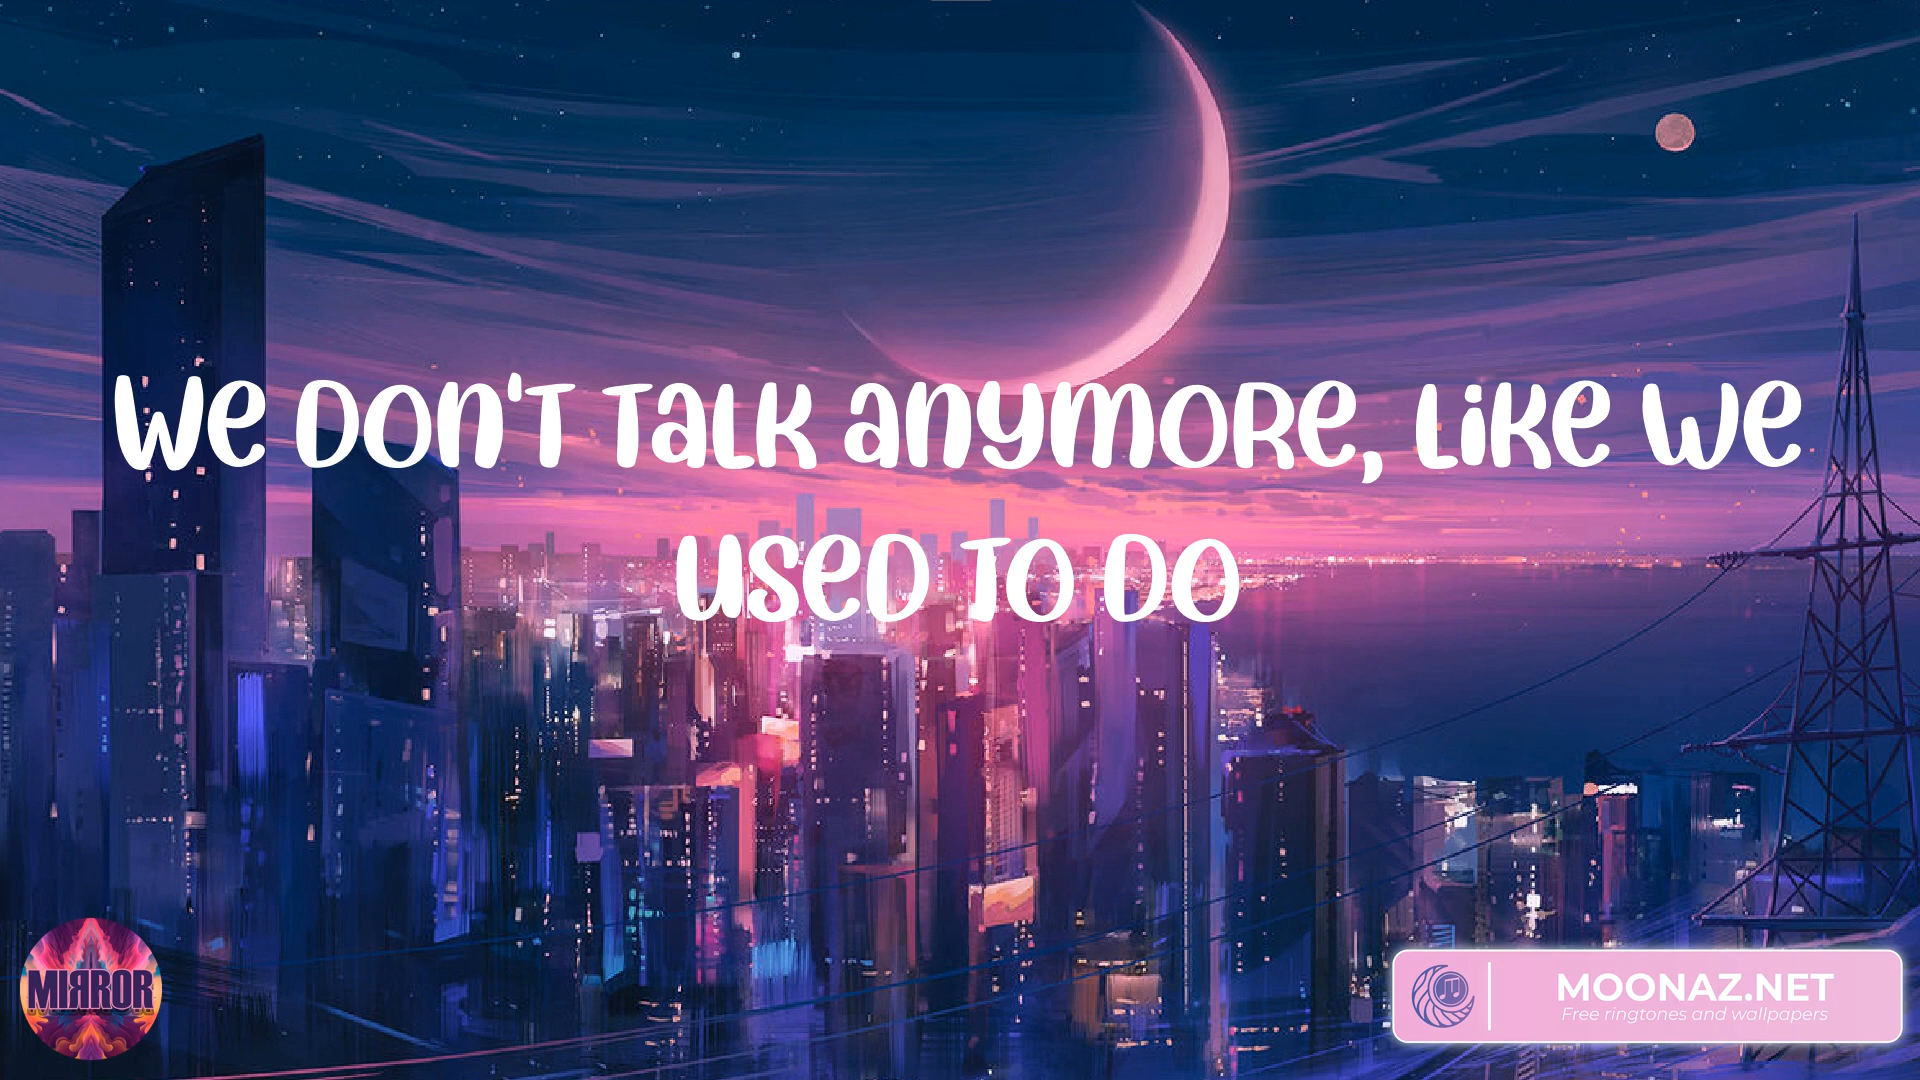 We don't talk anymore, like we
used to do
MIRROR
MOONAZ.NET
Free ringtones and wallpapers